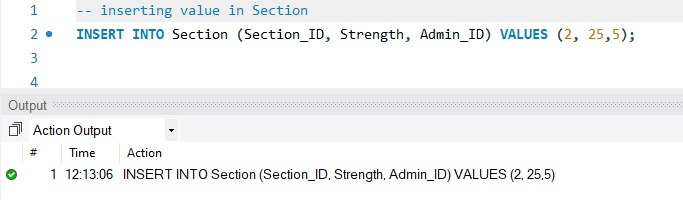 1 -- inserting value in Section
2 INSERT INTO Section (Section_ID, Strength, Admin_ID) VALUES (2, 25,5);
3
4
Output
Action Output
# Time Action
1 12:13:06 INSERT INTO Section (Section_ID, Strength, Admin_ID) VALUES (2, 25,5)